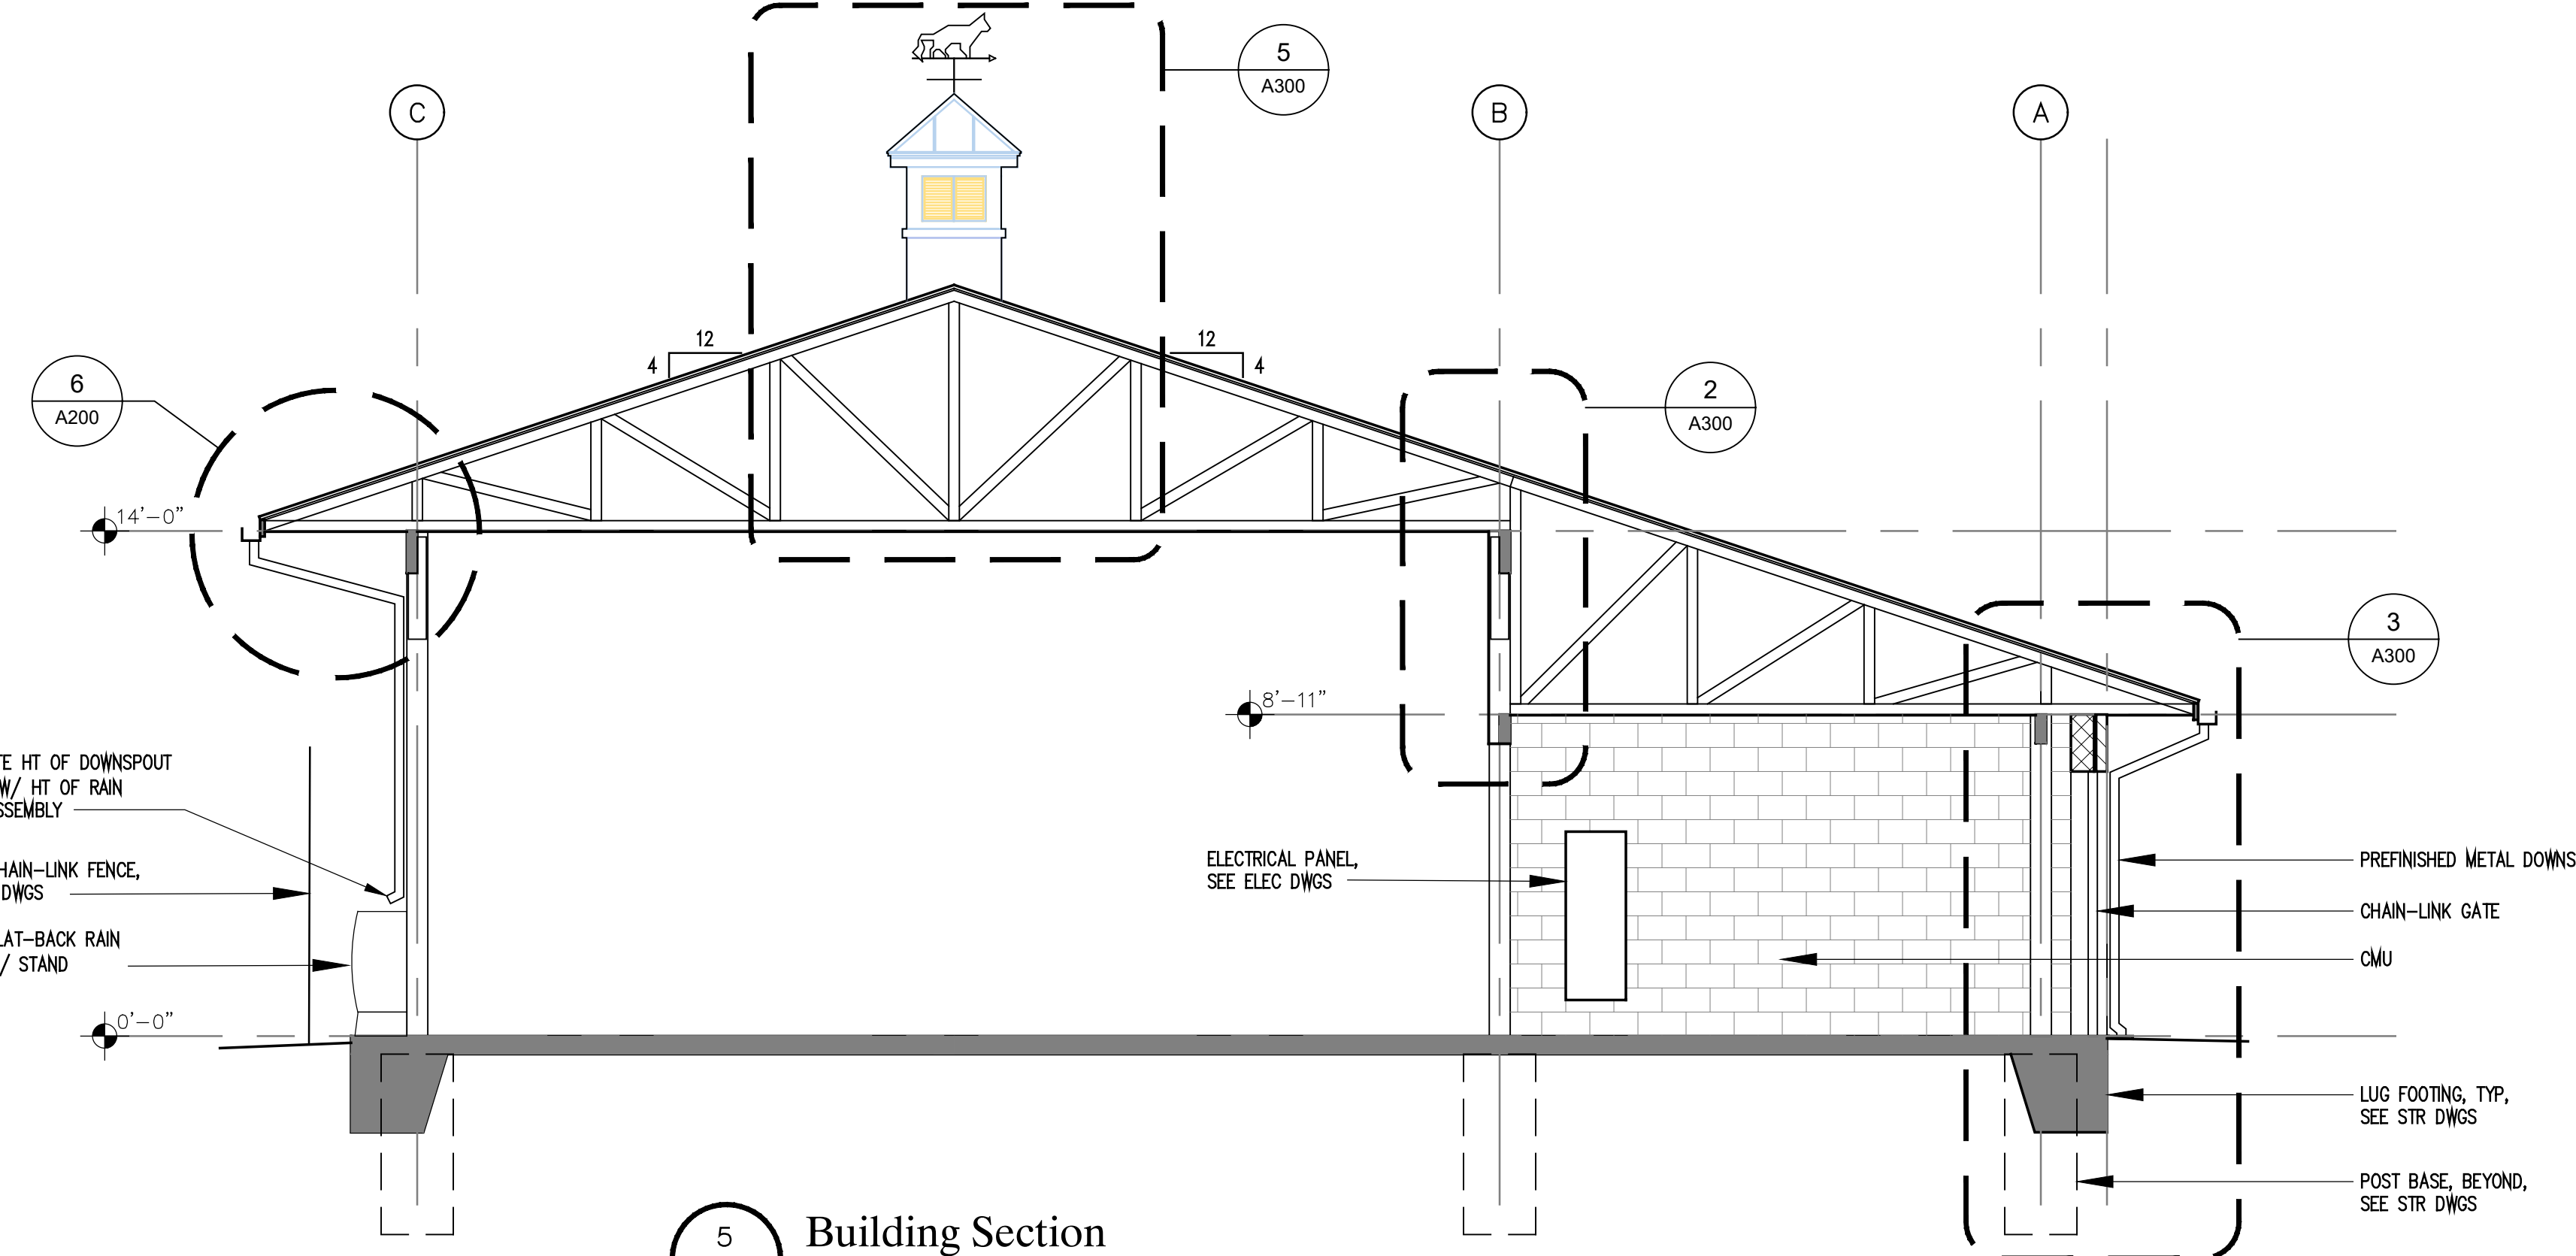 5
A300
C
B
A
12
4
12
4
6
A200
2
A300
14'-0"
3
A300
8'-11"
TE HT OF DOWNSPOUT
W/ HT OF RAIN
SSEMBLY
HAIN-LINK FENCE,
DWGS
LAT-BACK RAIN
/ STAND
ELECTRICAL PANEL,
SEE ELEC DWGS
PREFINISHED METAL DOWNS
CHAIN-LINK GATE
CMU
0'-0"
LUG FOOTING, TYP,
SEE STR DWGS
POST BASE, BEYOND,
SEE STR DWGS
5
Building Section